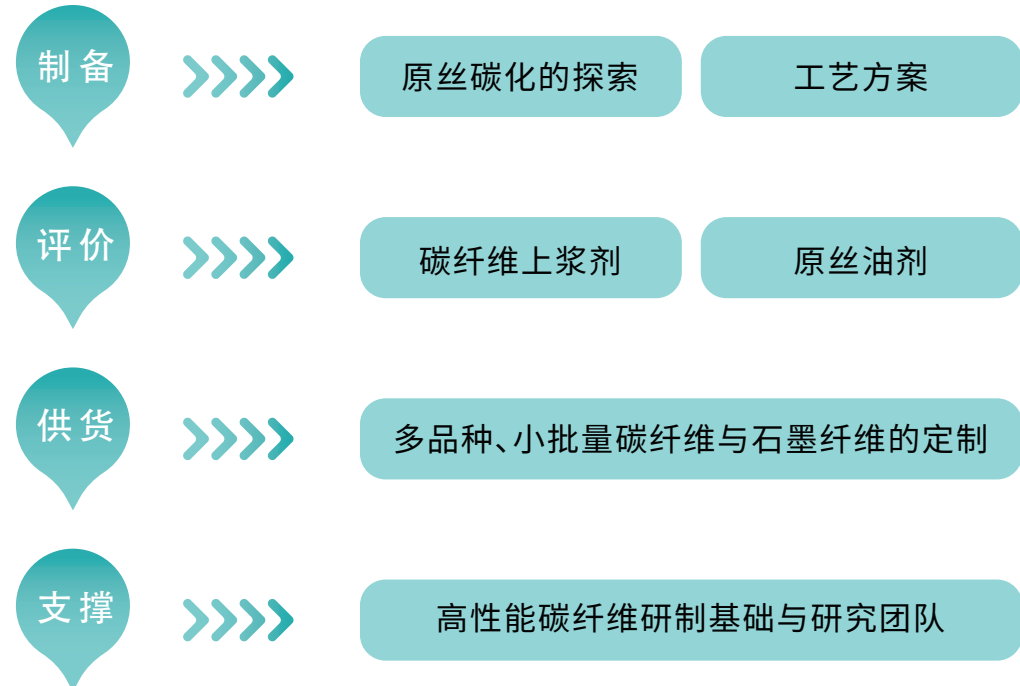 制备
原丝碳化的探索
工艺方案
评价
碳纤维上浆剂
原丝油剂
供货
多品种、小批量碳纤维与石墨纤维的定制
支撑
高性能碳纤维研制基础与研究团队